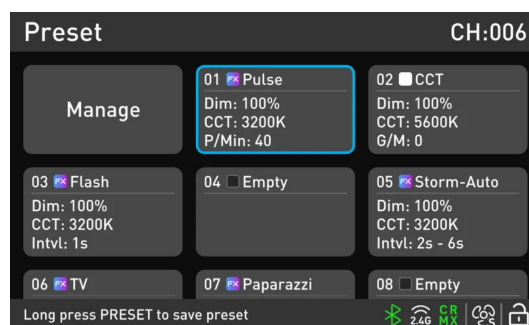 Preset
CH:006
Manage
01 FX Pulse
Dim: 100%
CCT: 3200K
P/Min: 40
02 CCT
Dim: 100%
CCT: 5600K
G/M: 0
03 FX Flash
Dim: 100%
CCT: 3200K
Intvl: 1s
04 Empty
05 FX Storm-Auto
Dim: 100%
CCT: 3200K
Intvl: 2s - 6s
06 FX TV
07 FX Paparazzi
08 Empty
Long press PRESET to save preset
2.4G
CR
MX